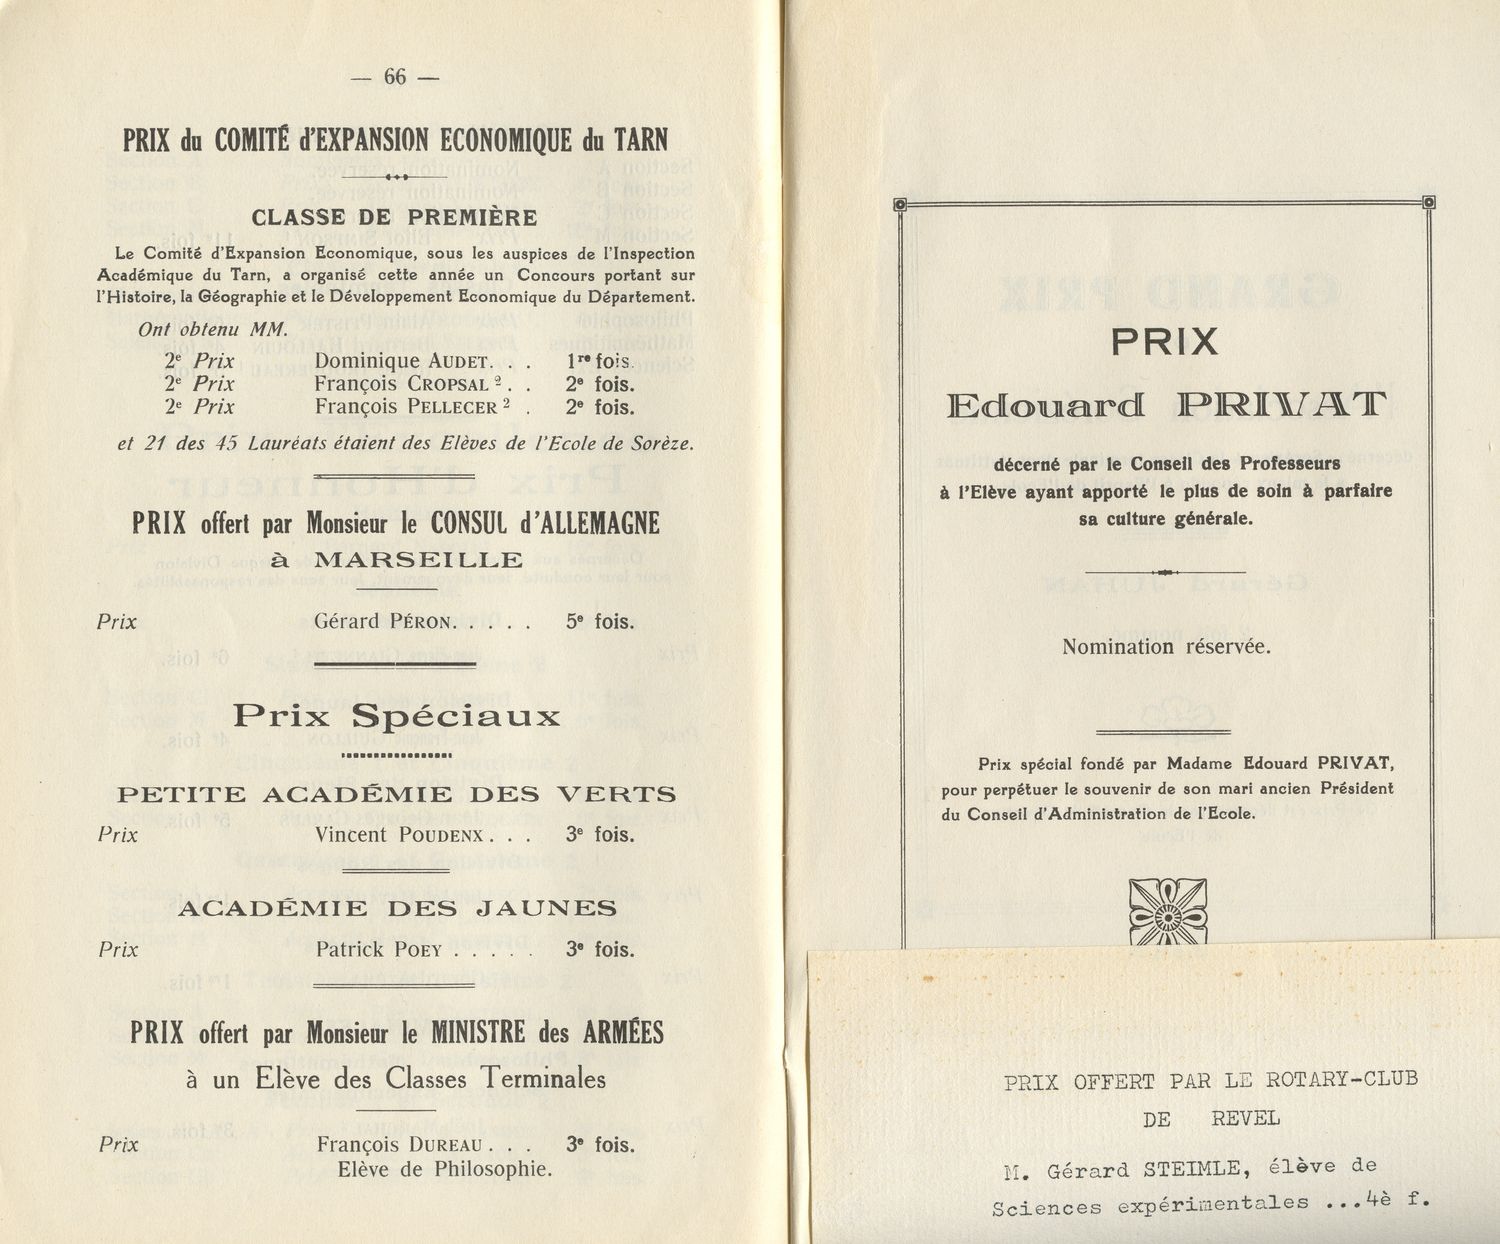 — 66 —
PRIX du COMITÉ d'EXPANSION ECONOMIQUE du TARN
CLASSE DE PREMIÈRE
Le Comité d'Expansion Economique, sous les auspices de l'Inspection
Académique du Tarn, a organisé cette année un Concours portant sur
l'Histoire, la Géographie et le Développement Economique du Département.
Ont obtenu MM.
2e Prix Dominique AUDET. . . 1re fois.
2e Prix François CROPSAL 2 . . 2e fois.
2e Prix François PELLECER 2 . 2e fois.
et 21 des 45 Lauréats étaient des Elèves de l'Ecole de Sorèze.
PRIX offert par Monsieur le CONSUL d'ALLEMAGNE
à MARSEILLE
Prix Gérard PÉRON. . . . . 5e fois.
Prix Spéciaux
PETITE ACADÉMIE DES VERTS
Prix Vincent POUDENX . . . 3e fois.
ACADÉMIE DES JAUNES
Prix Patrick POEY . . . . . 3e fois.
PRIX offert par Monsieur le MINISTRE des ARMÉES
à un Elève des Classes Terminales
Prix François DUREAU . . . 3e fois.
Elève de Philosophie.
PRIX
Edouard PRIVAT
décerné par le Conseil des Professeurs
à l'Elève ayant apporté le plus de soin à parfaire
sa culture générale.
Nomination réservée.
Prix spécial fondé par Madame Edouard PRIVAT,
pour perpétuer le souvenir de son mari ancien Président
du Conseil d'Administration de l'Ecole.
PRIX OFFERT PAR LE ROTARY-CLUB
DE REVEL
M. Gérard STEIMLE, élève de
Sciences expérimentales ...4è f.